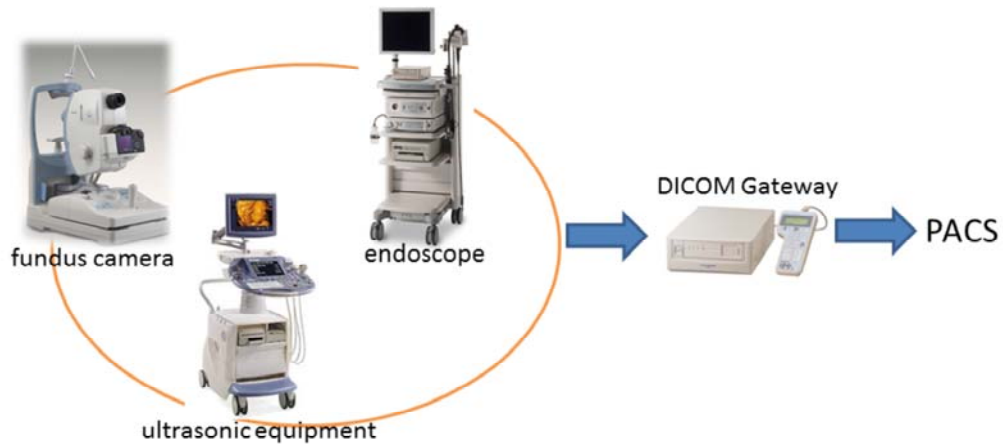 fundus camera
endoscope
ultrasonic equipment
DICOM Gateway
PACS